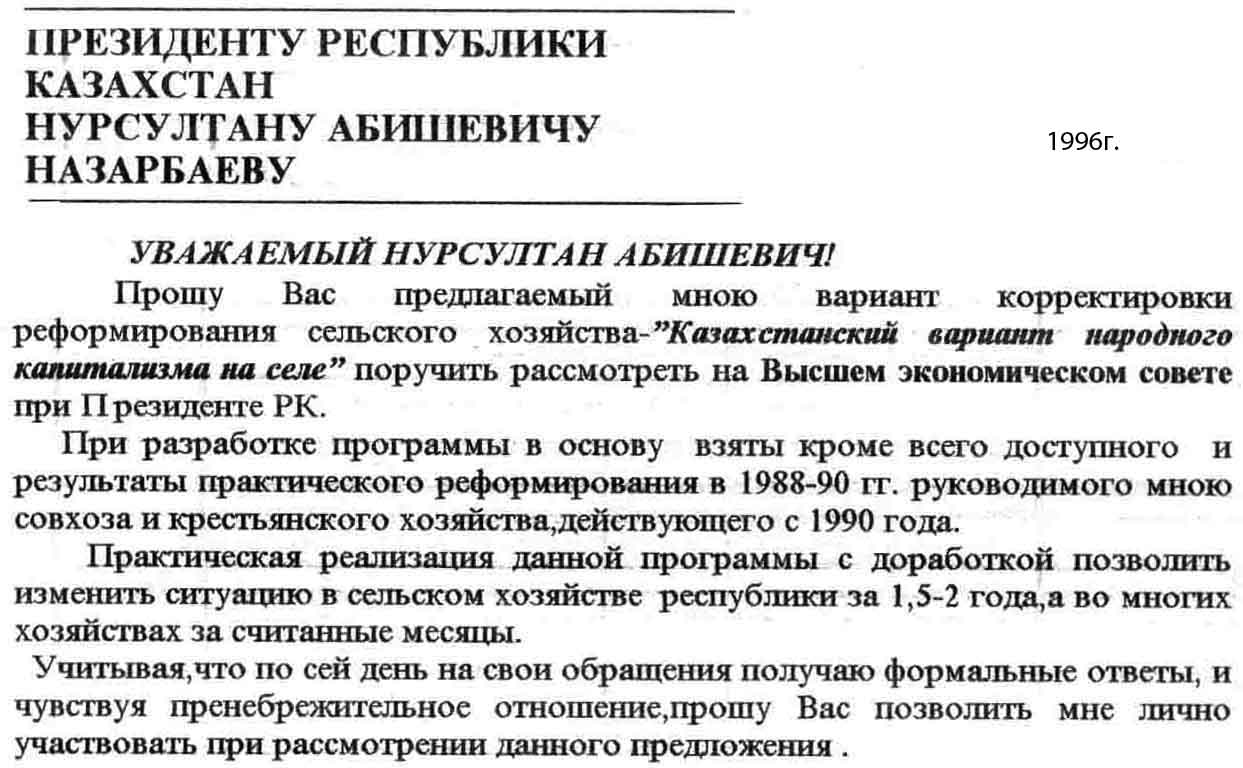 ПРЕЗИДЕНТУ РЕСПУБЛИКИ
КАЗАХСТАН
НУРСУЛТАНУ АБИШЕВИЧУ
НАЗАРБАЕВУ
1996г.
УВАЖАЕМЫЙ НУРСУЛТАН АБИШЕВИЧ!
Прошу Вас предлагаемый мною вариант корректировки
реформирования сельского хозяйства-”Казахстанский вариант народного
капитализма на селе” поручить рассмотреть на Высшем экономическом совете
при Президенте РК.
При разработке программы в основу взяты кроме всего доступного и
результаты практического реформирования в 1988-90 гг. руководимого мною
совхоза и крестьянского хозяйства,действующего с 1990 года.
Практическая реализация данной программы с доработкой позволить
изменить ситуацию в сельском хозяйстве республики за 1,5-2 года,а во многих
хозяйствах за считанные месяцы.
Учитывая,что по сей день на свои обращения получаю формальные ответы, и
чувствуя пренебрежительное отношение,прошу Вас позволить мне лично
участвовать при рассмотрении данного предложения .